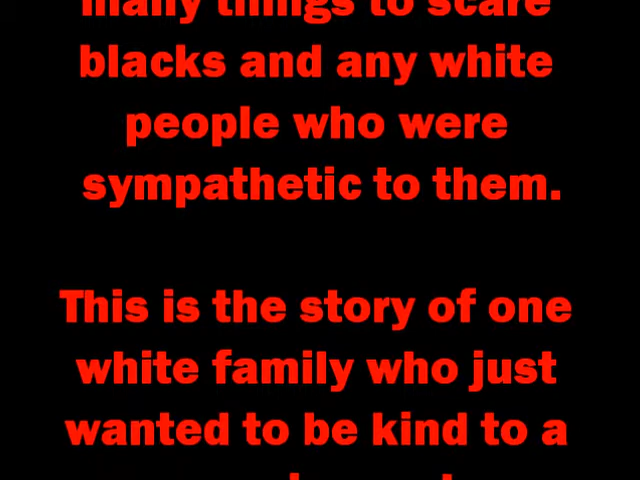 many things to scare
blacks and any white
people who were
sympathetic to them.
This is the story of one
white family who just
wanted to be kind to a